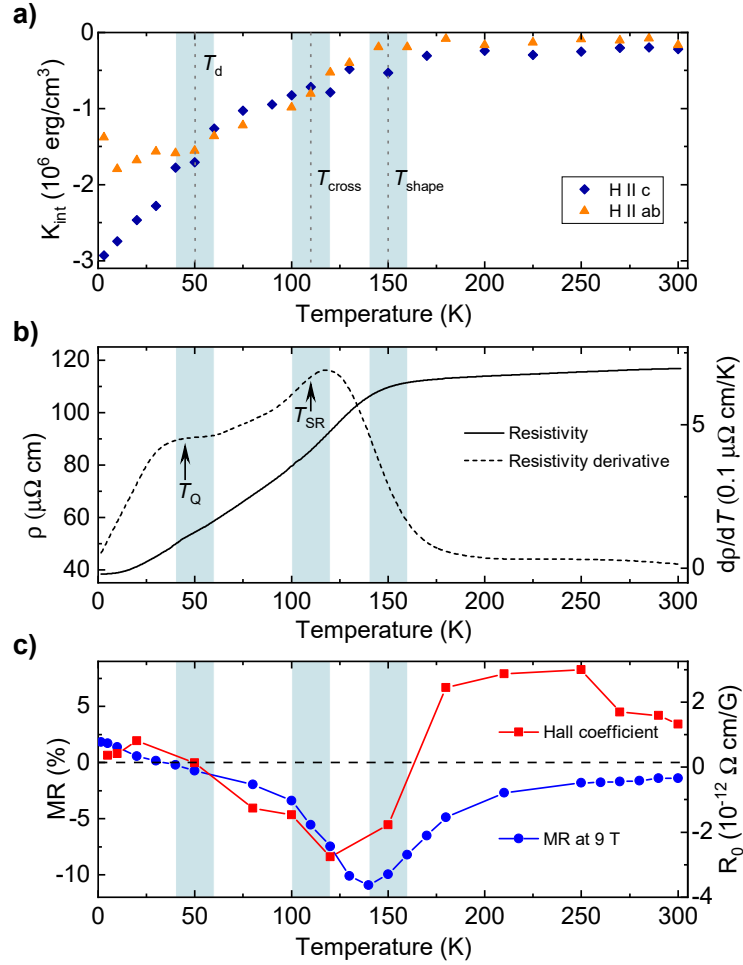 a)
0
-1
-2
-3
K_int (10^6 erg/cm3)
T_d
T_cross
T_shape
H II c
H II ab
0 50 100 150 200 250 300
Temperature (K)
b)
120
100
80
60
40
ρ (μΩ cm)
T_Q
T_SR
Resistivity
Resistivity derivative
5
0
dρ/dT (0.1 μΩ cm/K)
0 50 100 150 200 250 300
Temperature (K)
c)
5
0
-5
-10
MR (%)
Hall coefficient
MR at 9 T
2
0
-2
-4
R_0 (10^-12 Ω cm/G)
0 50 100 150 200 250 300
Temperature (K)